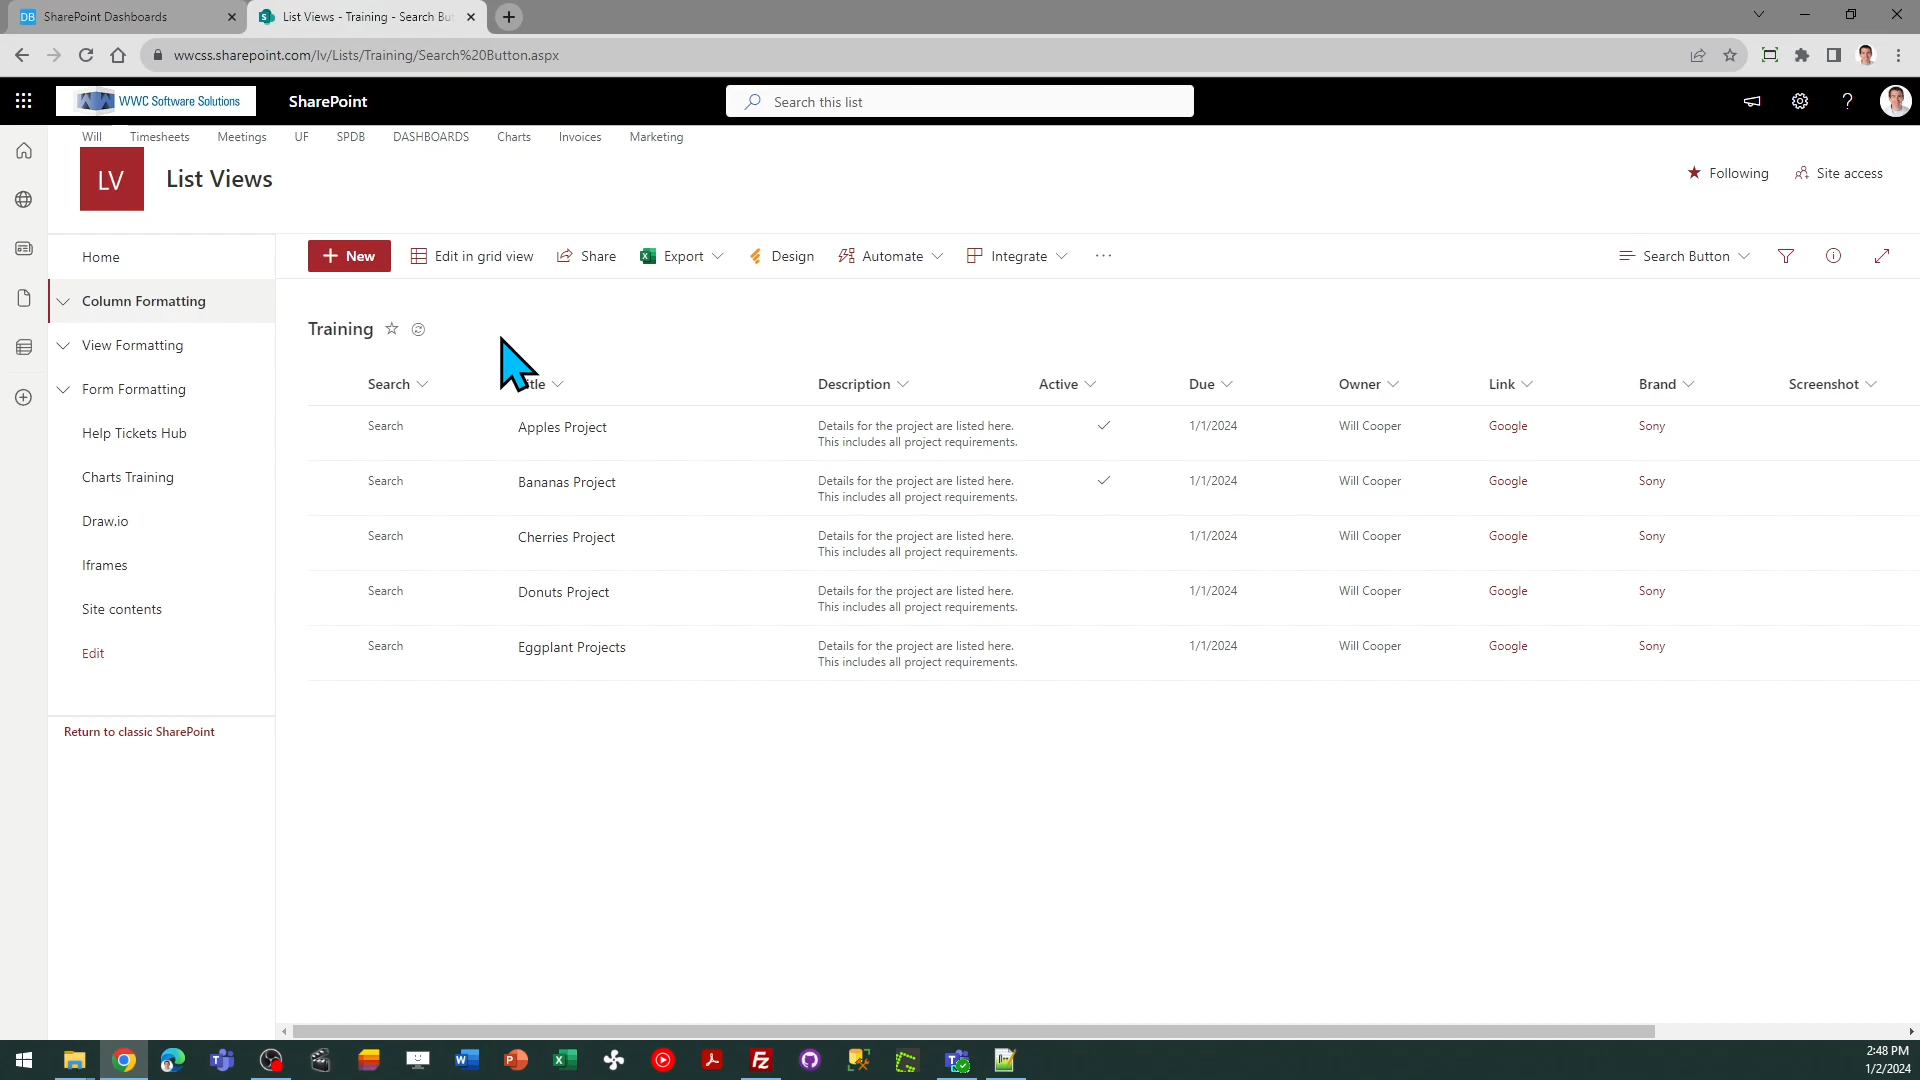 DB SharePoint Dashboards
S List Views - Training - Search But
wwcss.sharepoint.com/lv/Lists/Training/Search%20Button.aspx
WWC Software Solutions
SharePoint
Search this list
Will Timesheets Meetings UF SPDB DASHBOARDS Charts Invoices Marketing
LV
List Views
Following
Site access
Home
Column Formatting
View Formatting
Form Formatting
Help Tickets Hub
Charts Training
Draw.io
Iframes
Site contents
Edit
Return to classic SharePoint
New Edit in grid view Share Export Design Automate Integrate ··· Search Button
Training
Search Title Description Active Due Owner Link Brand Screenshot
Search Apples Project Details for the project are listed here. 1/1/2024 Will Cooper Google Sony
This includes all project requirements.
Search Bananas Project Details for the project are listed here. 1/1/2024 Will Cooper Google Sony
This includes all project requirements.
Search Cherries Project Details for the project are listed here. 1/1/2024 Will Cooper Google Sony
This includes all project requirements.
Search Donuts Project Details for the project are listed here. 1/1/2024 Will Cooper Google Sony
This includes all project requirements.
Search Eggplant Projects Details for the project are listed here. 1/1/2024 Will Cooper Google Sony
This includes all project requirements.
2:48 PM
1/2/2024